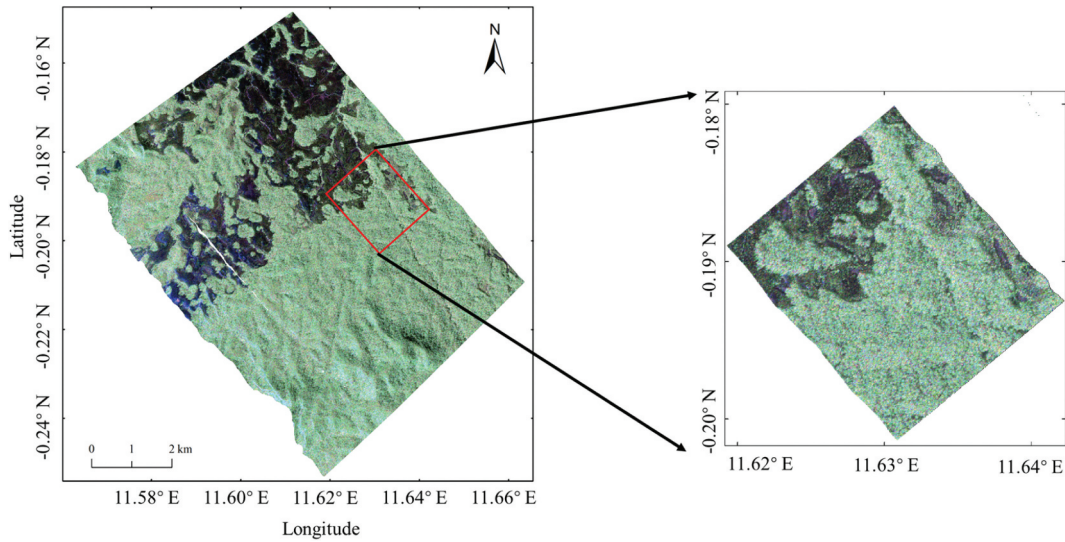 N
-0.16° N
-0.18° N
-0.20° N
-0.22° N
-0.24° N
Latitude
0 1 2 km
11.58° E 11.60° E 11.62° E 11.64° E 11.66° E
Longitude
-0.18° N
-0.19° N
-0.20° N
11.62° E 11.63° E 11.64° E